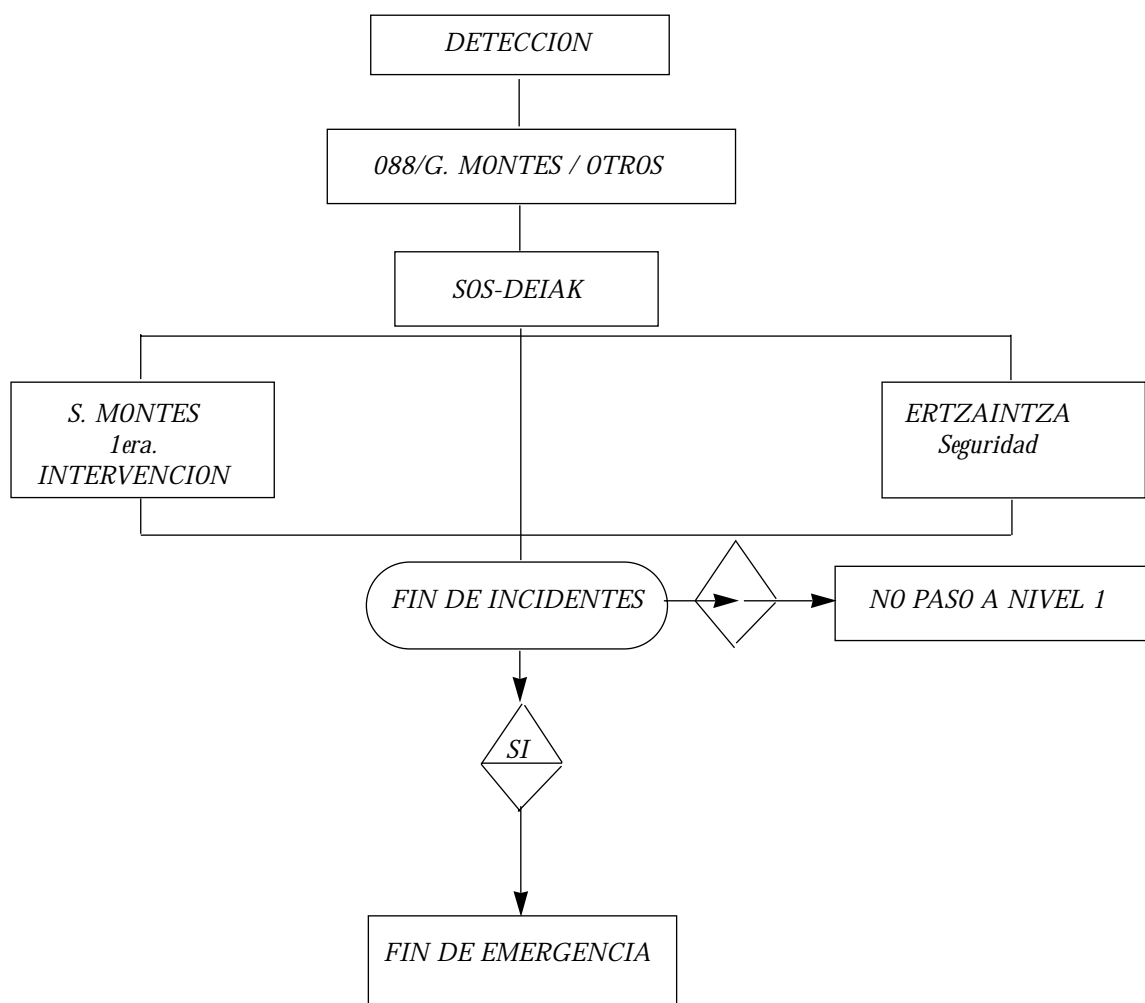 DETECCION
088/G. MONTES / OTROS
SOS-DEIAK
S. MONTES
1era.
INTERVENCION
ERTZAINTZA
Seguridad
FIN DE INCIDENTES
NO PASO A NIVEL 1
SI
FIN DE EMERGENCIA